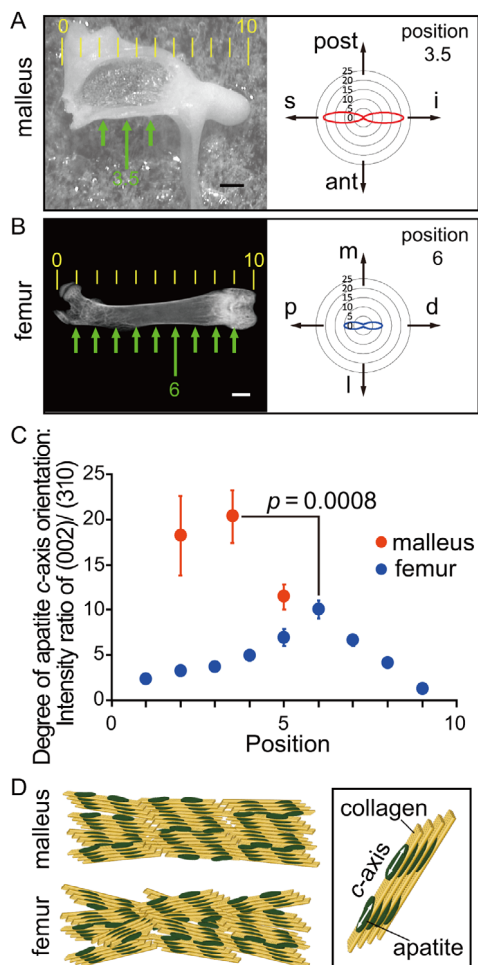 A
0
10
malleus
3.5
position
3.5
post
25
20
15
10
5
0
s
i
ant
B
0
10
femur
6
position
6
m
25
20
15
10
5
0
p
d
l
C
Degree of apatite c-axis orientation:
Intensity ratio of (002)/ (310)
25
20
15
10
5
0
p = 0.0008
malleus
femur
0
5
10
Position
D
malleus
femur
collagen
c-axis
apatite